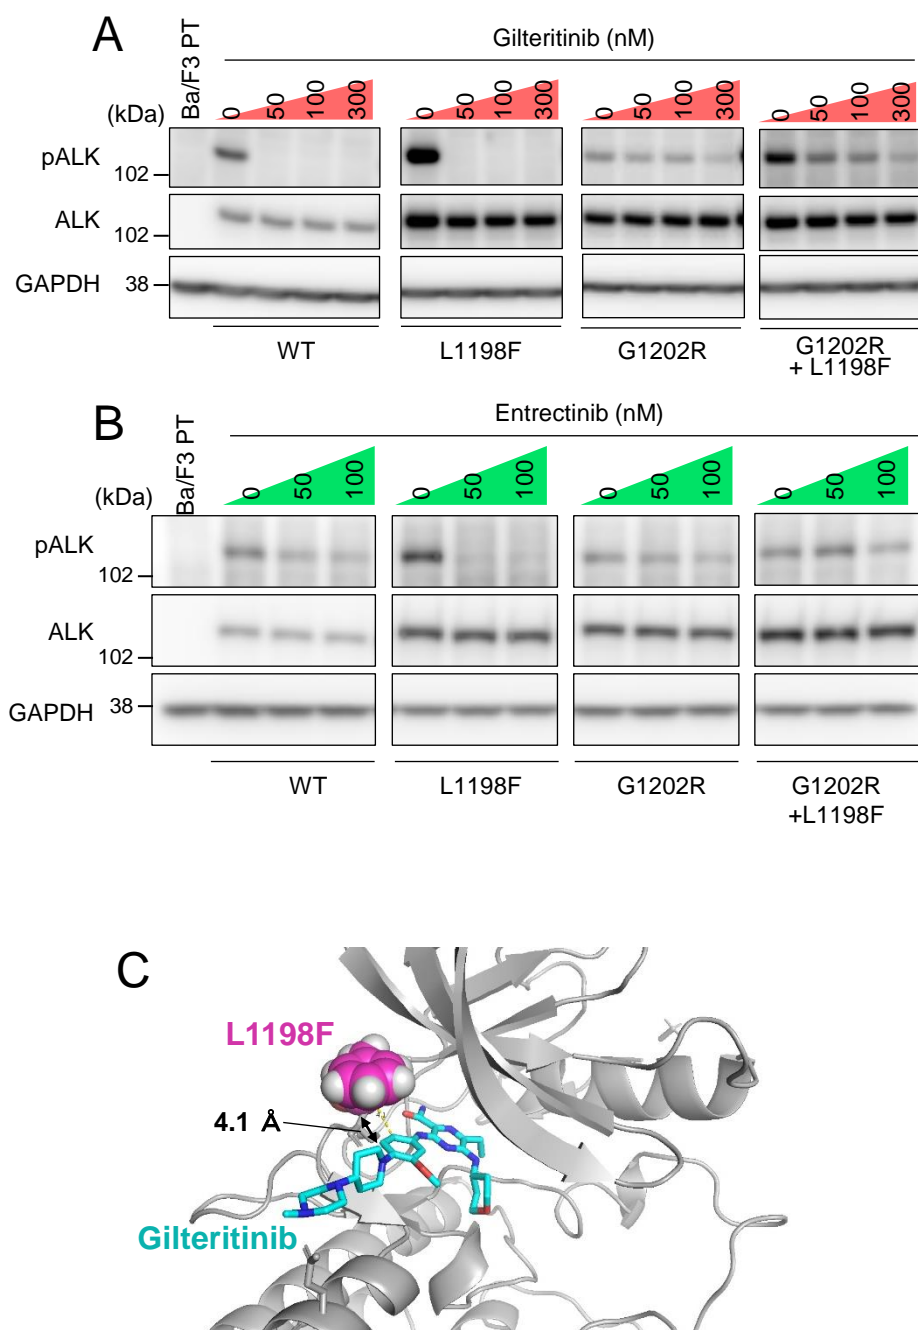 A
Ba/F3 PT
Gilteritinib (nM)
(kDa)
0 50 100 300
0 50 100 300
0 50 100 300
0 50 100 300
pALK
102
ALK
102
GAPDH
38
WT
L1198F
G1202R
G1202R
+ L1198F
B
Ba/F3 PT
Entrectinib (nM)
(kDa)
0 50 100
0 50 100
0 50 100
0 50 100
pALK
102
ALK
102
GAPDH
38
WT
L1198F
G1202R
G1202R
+L1198F
C
L1198F
4.1 Å
Gilteritinib